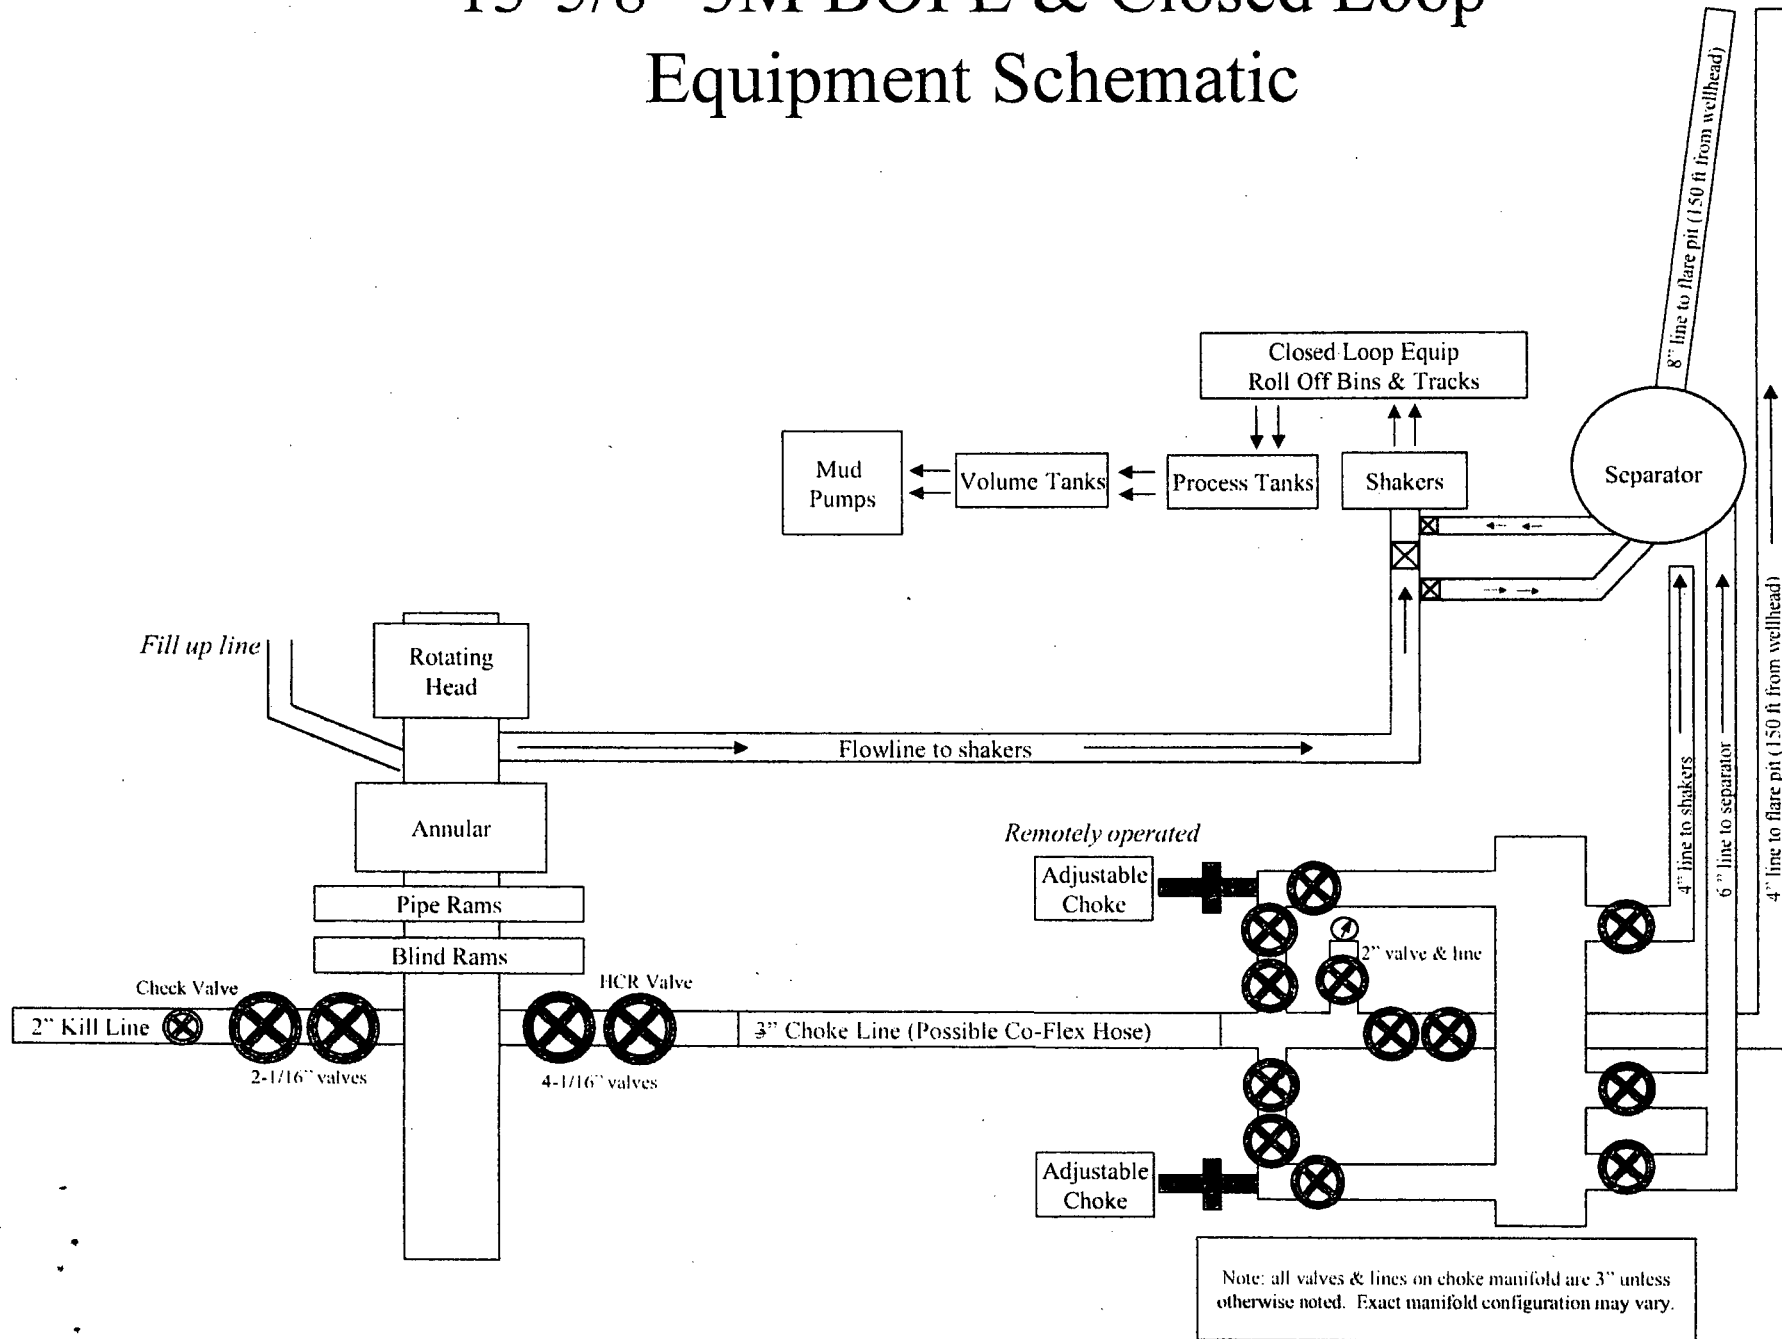 Equipment Schematic
8" line to flare pit (150 ft from wellhead)
Closed Loop Equip
Roll Off Bins & Tracks
Mud
Pumps
Volume Tanks
Process Tanks
Shakers
Separator
Fill up line
Rotating
Head
Flowline to shakers
Annular
Pipe Rams
Blind Rams
Check Valve
HCR Valve
2" Kill Line
3" Choke Line (Possible Co-Flex Hose)
2-1/16" valves
4-1/16" valves
Remotely operated
Adjustable
Choke
2" valve & line
Adjustable
Choke
4" line to shakers
6" line to separator
4" line to flare pit (150 ft from wellhead)
Note: all valves & lines on choke manifold are 3" unless
otherwise noted. Exact manifold configuration may vary.